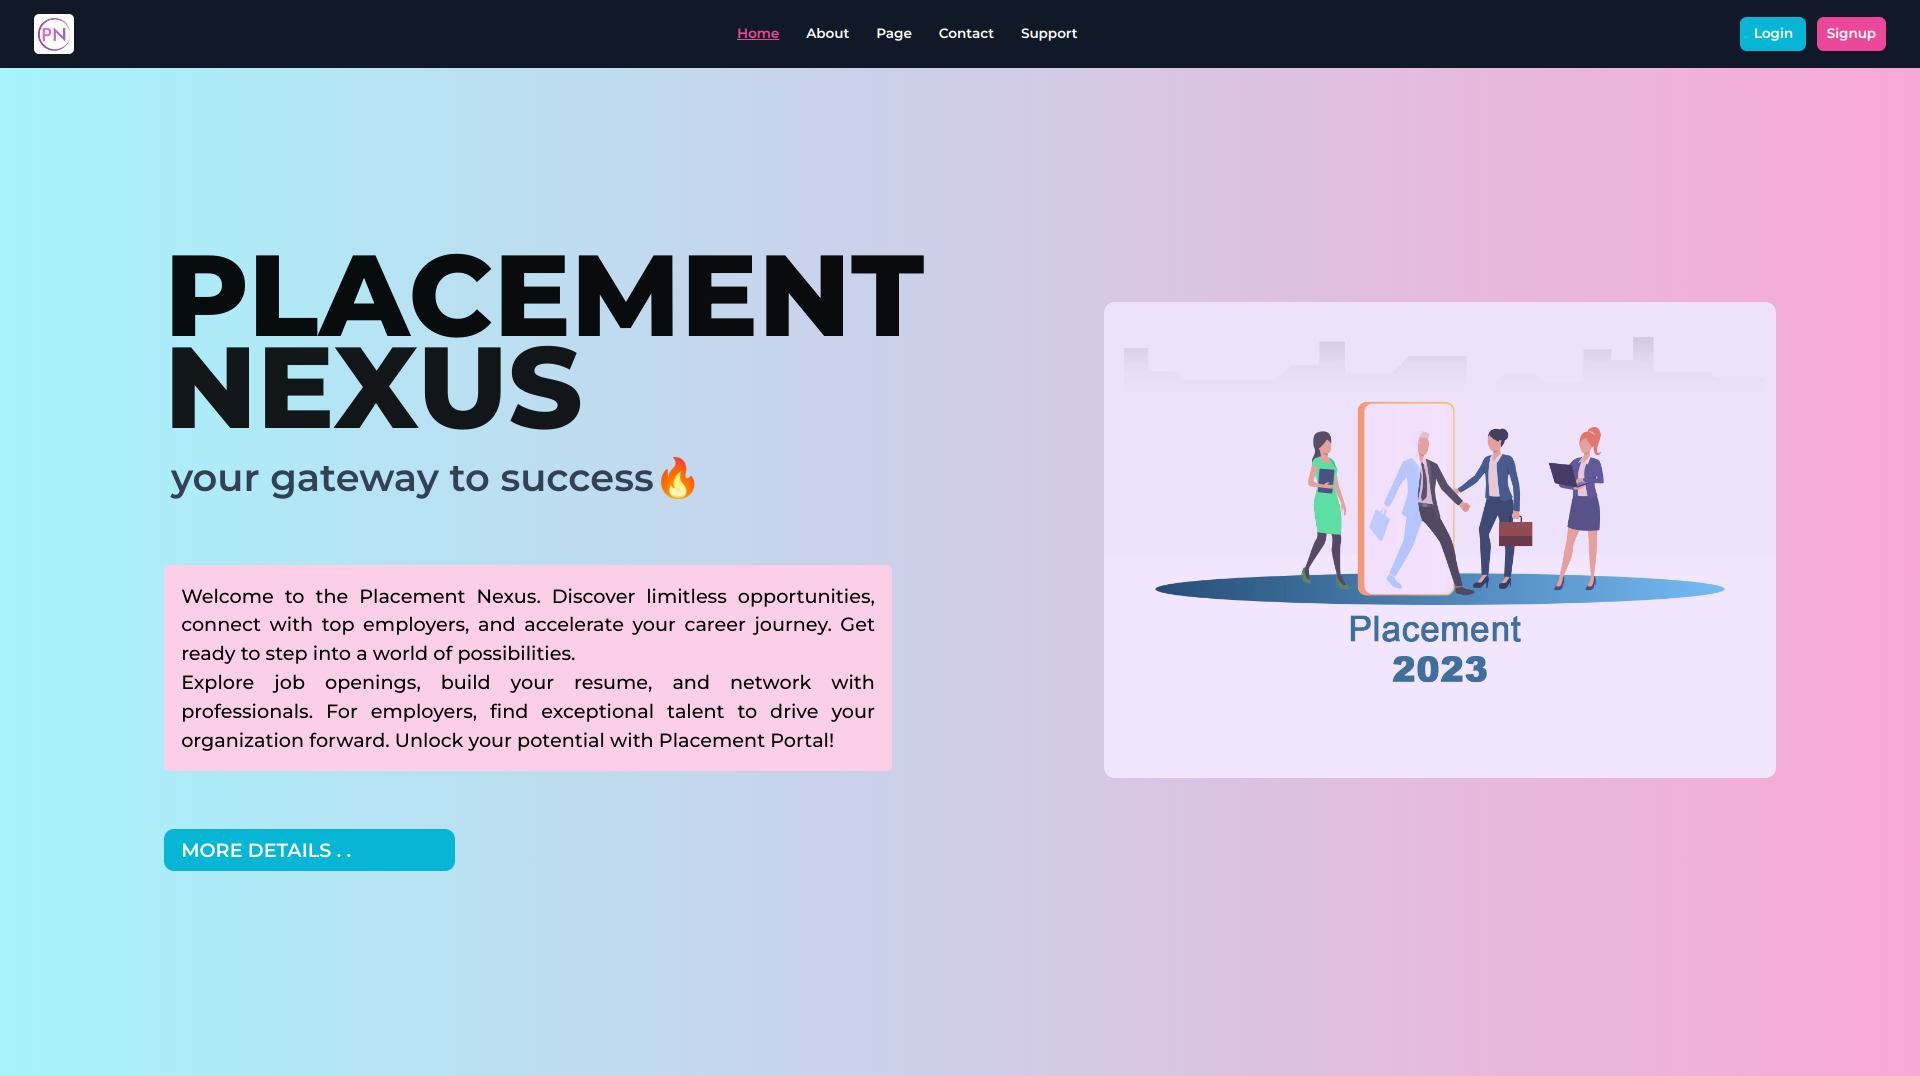 PN
Home About Page Contact Support
Login Signup
PLACEMENT
NEXUS
your gateway to success🔥
Welcome to the Placement Nexus. Discover limitless opportunities,
connect with top employers, and accelerate your career journey. Get
ready to step into a world of possibilities.
Explore job openings, build your resume, and network with
professionals. For employers, find exceptional talent to drive your
organization forward. Unlock your potential with Placement Portal!
MORE DETAILS . .
Placement
2023